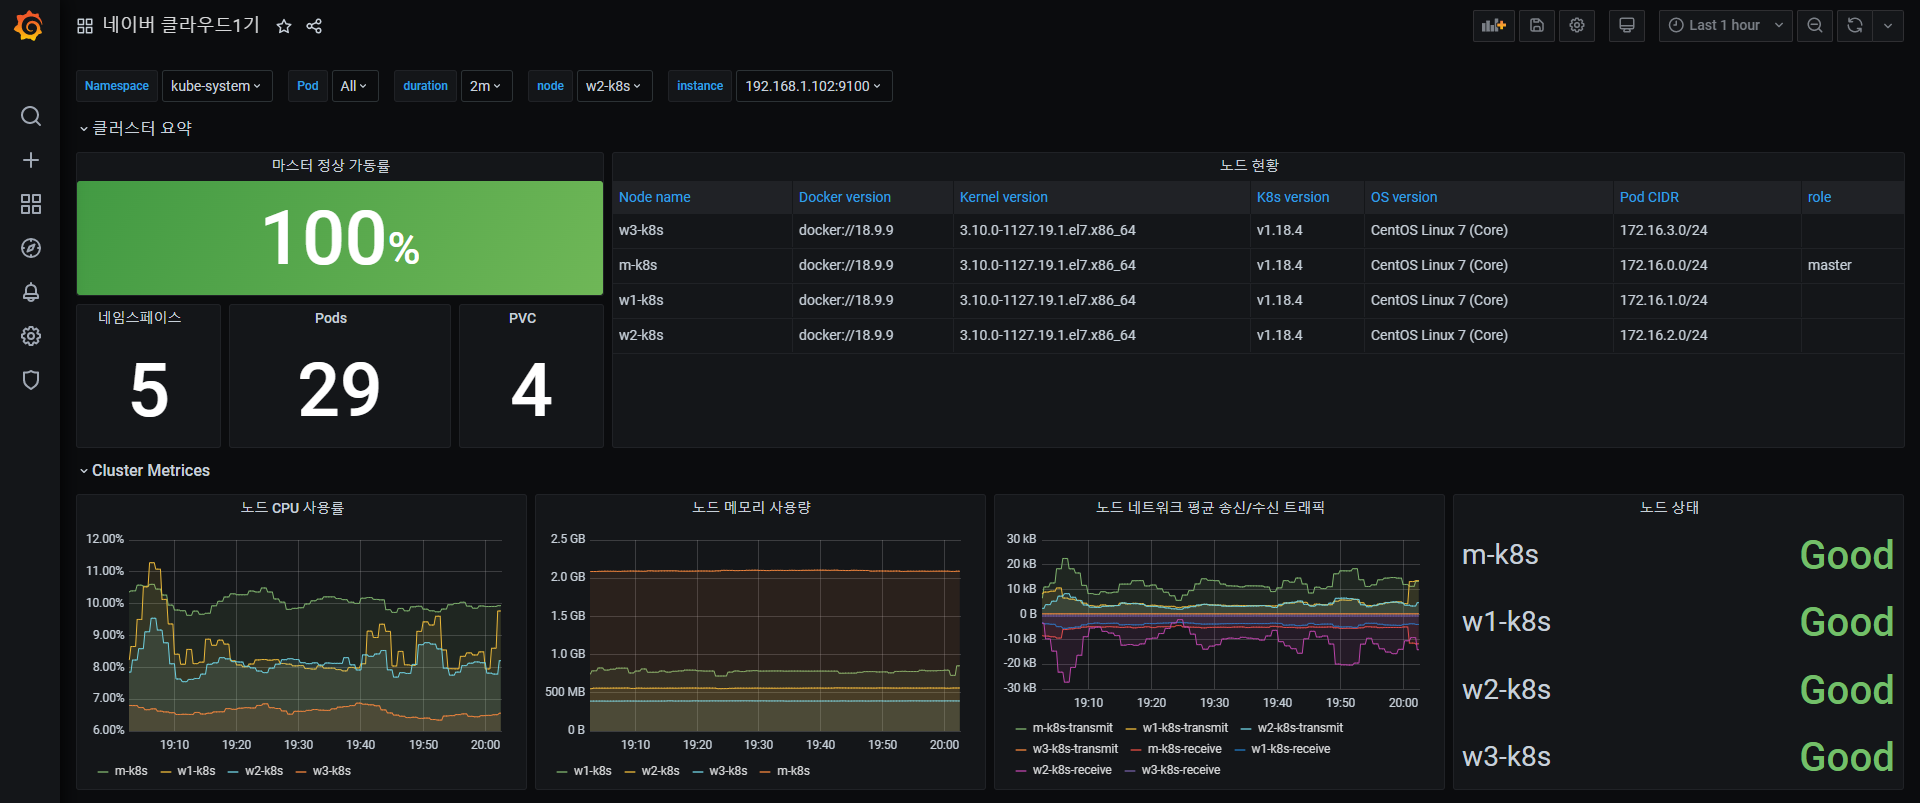 네이버 클라우드1기
Last 1 hour
Namespace kube-system Pod All duration 2m node w2-k8s instance 192.168.1.102:9100
클러스터 요약
마스터 정상 가동률
100%
네임스페이스
5
Pods
29
PVC
4
노드 현황
Node name Docker version Kernel version K8s version OS version Pod CIDR role
w3-k8s docker://18.9.9 3.10.0-1127.19.1.el7.x86_64 v1.18.4 CentOS Linux 7 (Core) 172.16.3.0/24
m-k8s docker://18.9.9 3.10.0-1127.19.1.el7.x86_64 v1.18.4 CentOS Linux 7 (Core) 172.16.0.0/24 master
w1-k8s docker://18.9.9 3.10.0-1127.19.1.el7.x86_64 v1.18.4 CentOS Linux 7 (Core) 172.16.1.0/24
w2-k8s docker://18.9.9 3.10.0-1127.19.1.el7.x86_64 v1.18.4 CentOS Linux 7 (Core) 172.16.2.0/24
Cluster Metrices
노드 CPU 사용률
12.00%
11.00%
10.00%
9.00%
8.00%
7.00%
6.00%
19:10 19:20 19:30 19:40 19:50 20:00
m-k8s w1-k8s w2-k8s w3-k8s
노드 메모리 사용량
2.5 GB
2.0 GB
1.5 GB
1.0 GB
500 MB
0 B
19:10 19:20 19:30 19:40 19:50 20:00
w1-k8s w2-k8s w3-k8s m-k8s
노드 네트워크 평균 송신/수신 트래픽
30 kB
20 kB
10 kB
0 B
-10 kB
-20 kB
-30 kB
19:10 19:20 19:30 19:40 19:50 20:00
m-k8s-transmit w1-k8s-transmit w2-k8s-transmit
w3-k8s-transmit m-k8s-receive w1-k8s-receive
w2-k8s-receive w3-k8s-receive
노드 상태
m-k8s Good
w1-k8s Good
w2-k8s Good
w3-k8s Good